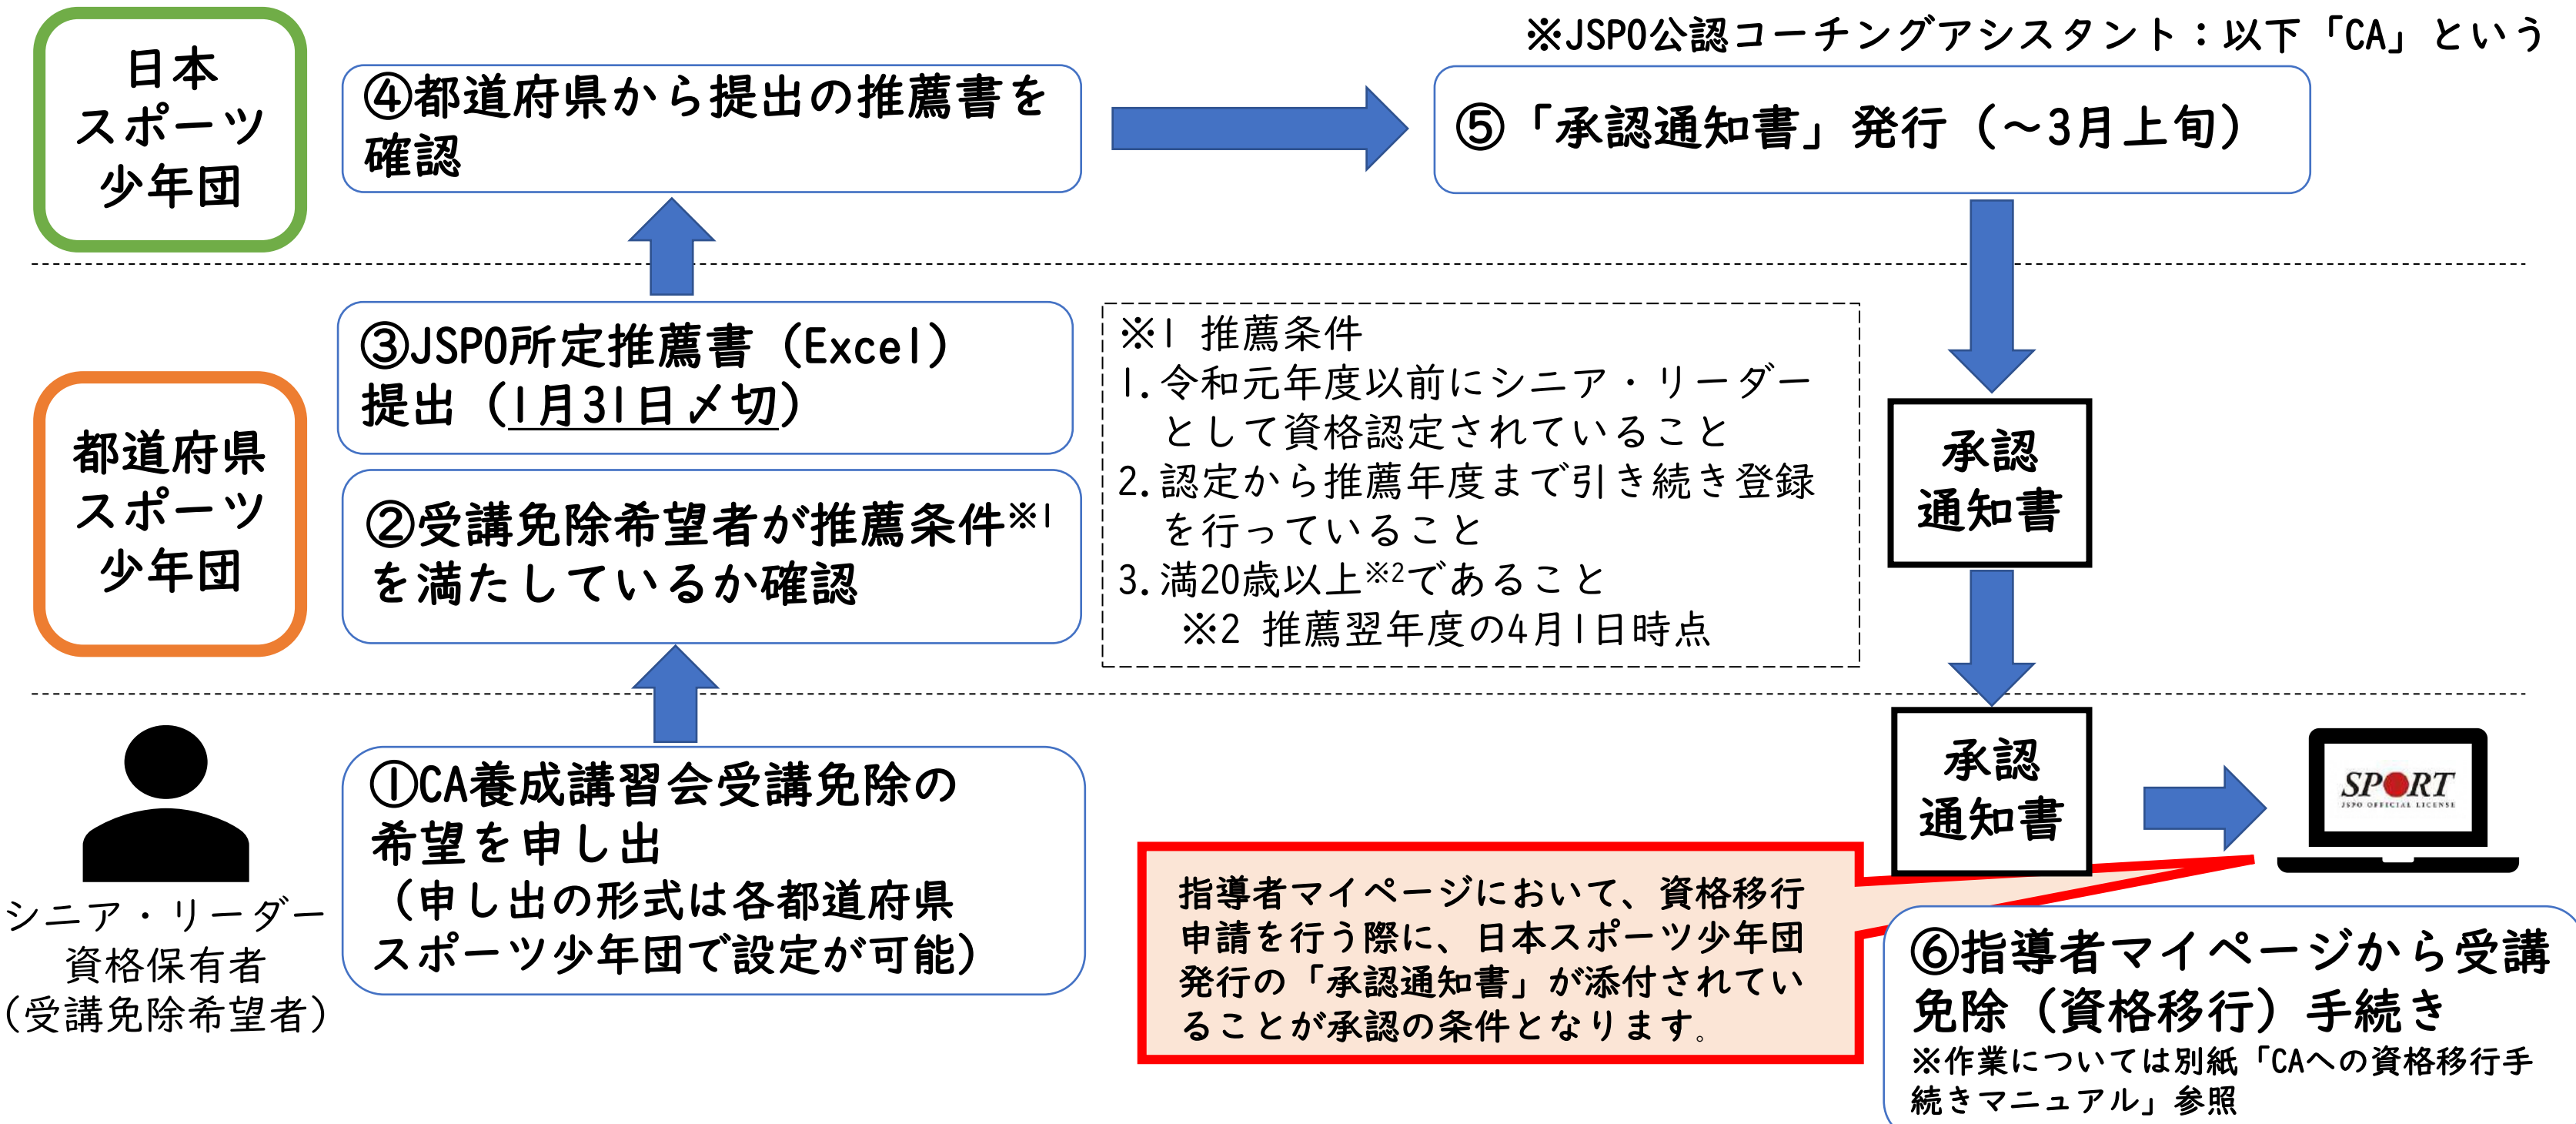 ※JSPO公認コーチングアシスタント：以下「CA」という
日本
スポーツ
少年団
④都道府県から提出の推薦書を
確認
⑤「承認通知書」発行（～3月上旬）
都道府県
スポーツ
少年団
③JSPO所定推薦書（Excel）
提出（1月31日〆切）
②受講免除希望者が推薦条件※1
を満たしているか確認
※1 推薦条件
1.令和元年度以前にシニア・リーダー
として資格認定されていること
2.認定から推薦年度まで引き続き登録
を行っていること
3.満20歳以上※2であること
※2 推薦翌年度の4月1日時点
承認
通知書
シニア・リーダー
資格保有者
（受講免除希望者）
①CA養成講習会受講免除の
希望を申し出
（申し出の形式は各都道府県
スポーツ少年団で設定が可能）
承認
通知書
SPORT
JSPO OFFICIAL LICENSE
指導者マイページにおいて、資格移行
申請を行う際に、日本スポーツ少年団
発行の「承認通知書」が添付されてい
ることが承認の条件となります。
⑥指導者マイページから受講
免除（資格移行）手続き
※作業については別紙「CAへの資格移行手
続きマニュアル」参照